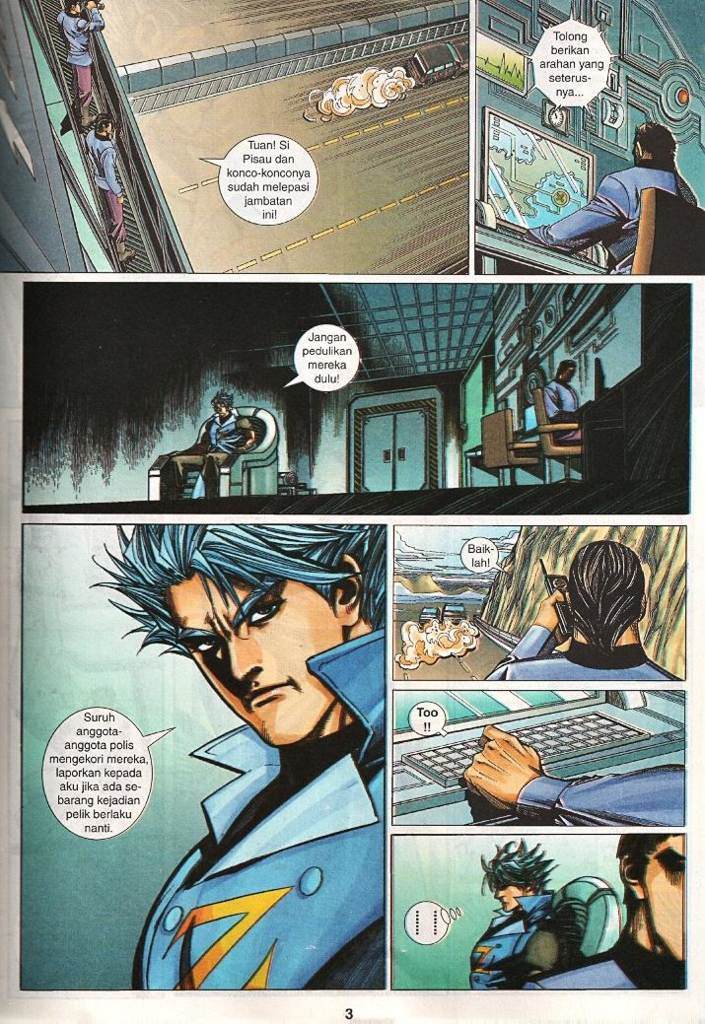 Tuan! Si
Pisau dan
konco-konconya
sudah melepasi
jambatan
ini!
Tolong
berikan
arahan yang
seterus-
nya...
Jangan
pedulikan
mereka
dulu!
Suruh
anggota-
anggota polis
mengekori mereka,
laporkan kepada
aku jika ada se-
barang kejadian
pelik berlaku
nanti.
Baik-
lah!
Too
!!
3